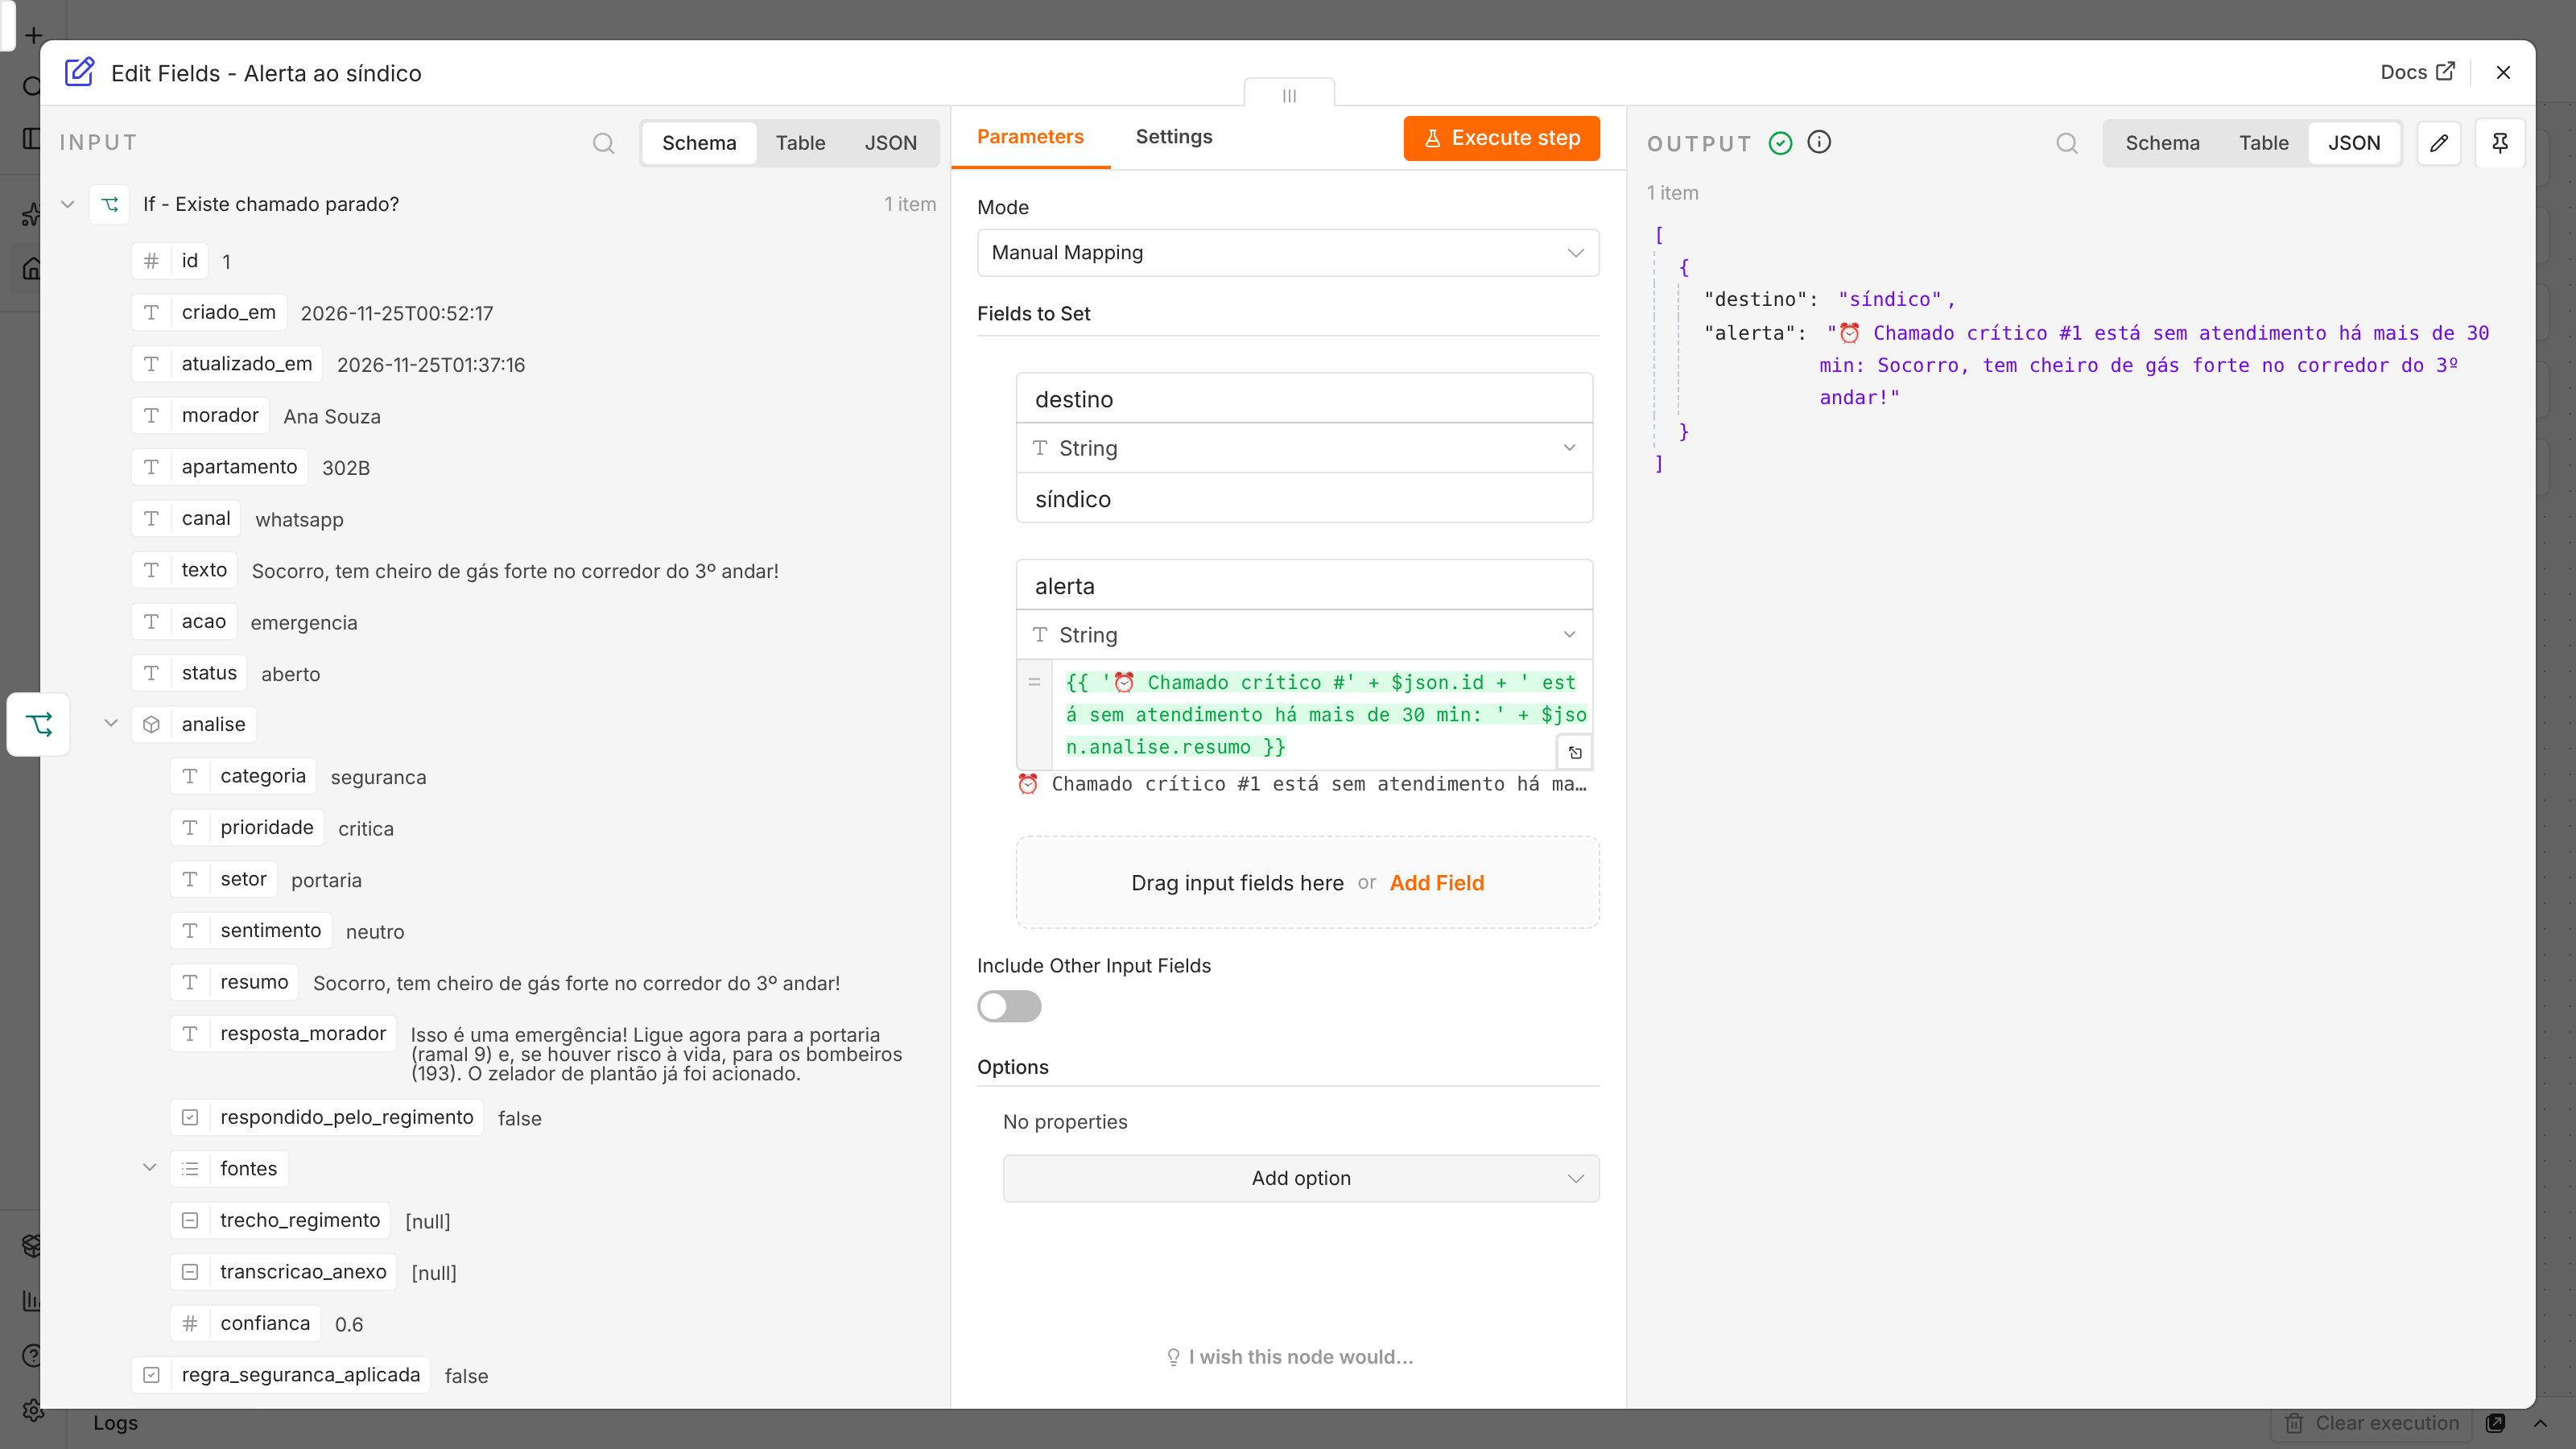 Edit Fields - Alerta ao síndico
Docs
INPUT
Schema
Table
JSON
If - Existe chamado parado?
1 item
id
1
criado_em
2026-11-25T00:52:17
atualizado_em
2026-11-25T01:37:16
morador
Ana Souza
apartamento
302B
canal
whatsapp
texto
Socorro, tem cheiro de gás forte no corredor do 3º andar!
acao
emergencia
status
aberto
analise
categoria
seguranca
prioridade
critica
setor
portaria
sentimento
neutro
resumo
Socorro, tem cheiro de gás forte no corredor do 3º andar!
resposta_morador
Isso é uma emergência! Ligue agora para a portaria
(ramal 9) e, se houver risco à vida, para os bombeiros
(193). O zelador de plantão já foi acionado.
respondido_pelo_regimento
false
fontes
trecho_regimento
[null]
transcricao_anexo
[null]
confianca
0.6
regra_seguranca_aplicada
false
Parameters
Settings
Execute step
Mode
Manual Mapping
Fields to Set
destino
String
síndico
alerta
String
=
{{ '⏰ Chamado crítico #' + $json.id + ' est
á sem atendimento há mais de 30 min: ' + $jso
n.analise.resumo }}
⏰ Chamado crítico #1 está sem atendimento há ma…
Drag input fields here or Add Field
Include Other Input Fields
Options
No properties
Add option
I wish this node would...
OUTPUT
Schema
Table
JSON
1 item
[
{
"destino": "síndico",
"alerta": "⏰ Chamado crítico #1 está sem atendimento há mais de 30
min: Socorro, tem cheiro de gás forte no corredor do 3º
andar!"
}
]
Logs
Clear execution